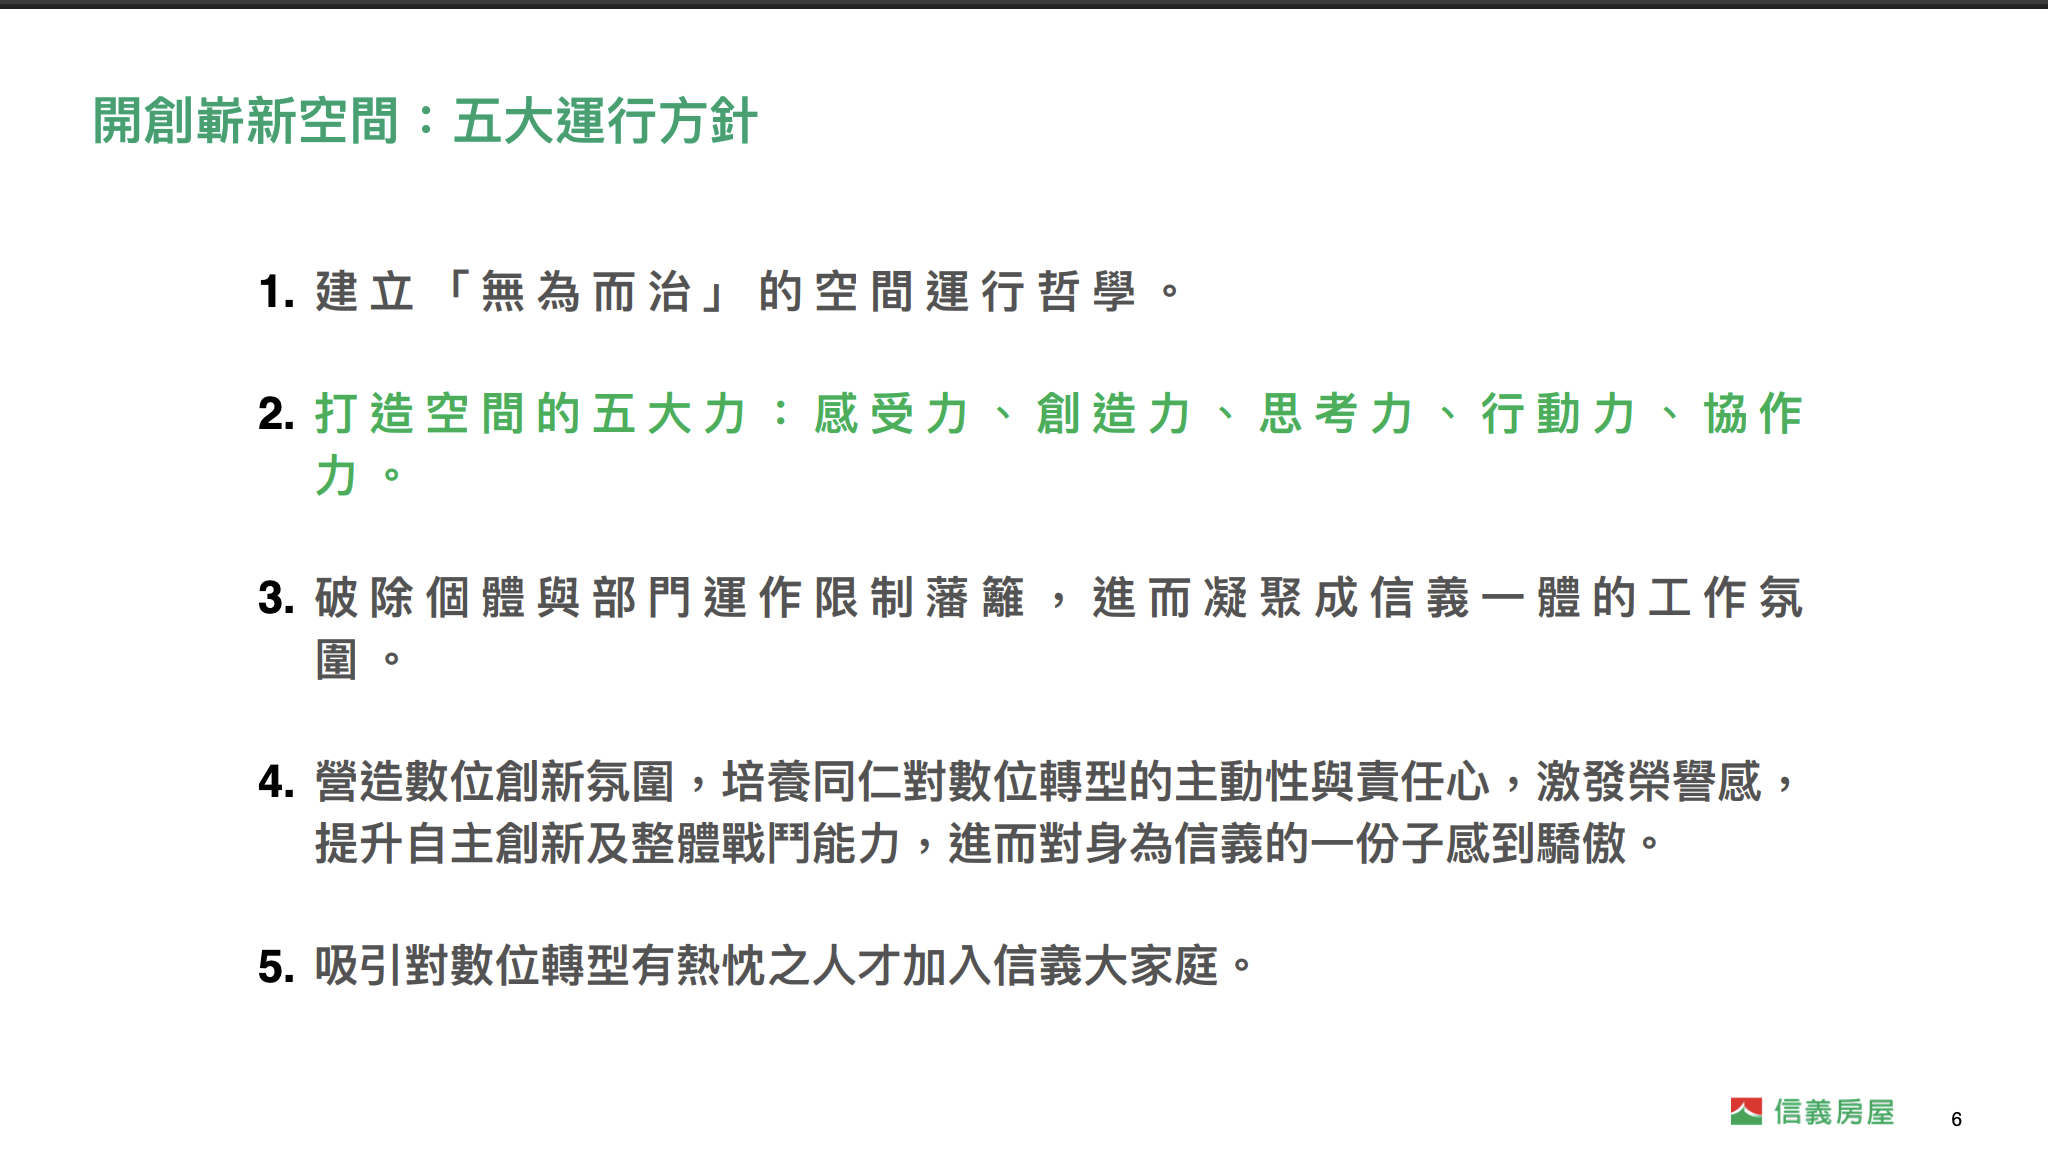 開創嶄新空間：五大運行方針
1. 建立「無為而治」的空間運行哲學。
2. 打造空間的五大力：感受力、創造力、思考力、行動力、協作
力。
3. 破除個體與部門運作限制藩籬，進而凝聚成信義一體的工作氛
圍。
4. 營造數位創新氛圍，培養同仁對數位轉型的主動性與責任心，激發榮譽感，
提升自主創新及整體戰鬥能力，進而對身為信義的一份子感到驕傲。
5. 吸引對數位轉型有熱忱之人才加入信義大家庭。
信義房屋
6